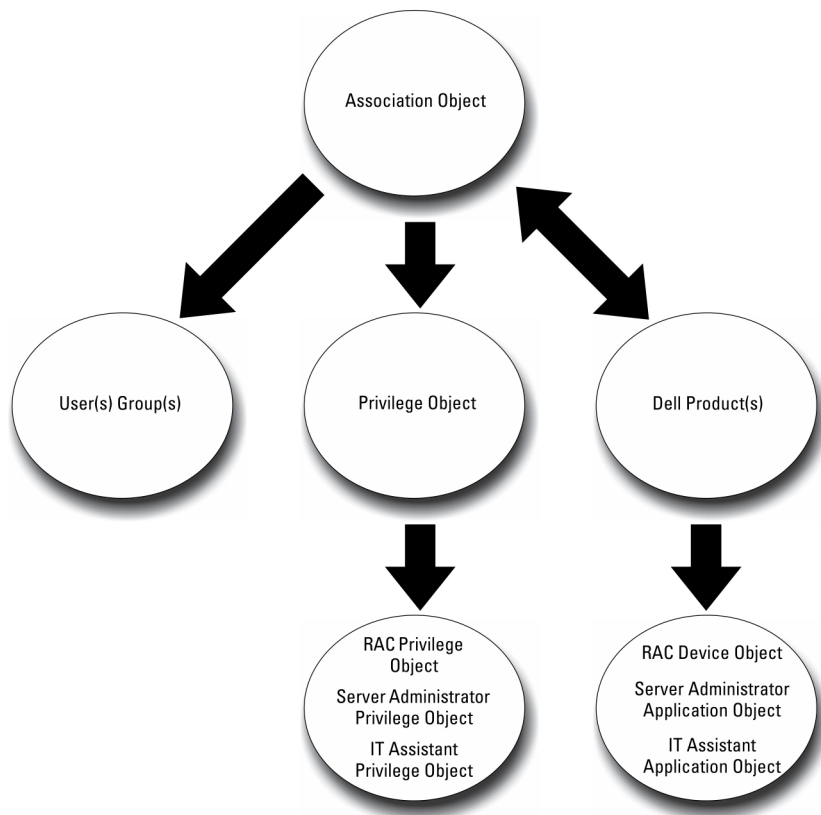 Association Object
User(s) Group(s)
Privilege Object
Dell Product(s)
RAC Privilege
Object
Server Administrator
Privilege Object
IT Assistant
Privilege Object
RAC Device Object
Server Administrator
Application Object
IT Assistant
Application Object